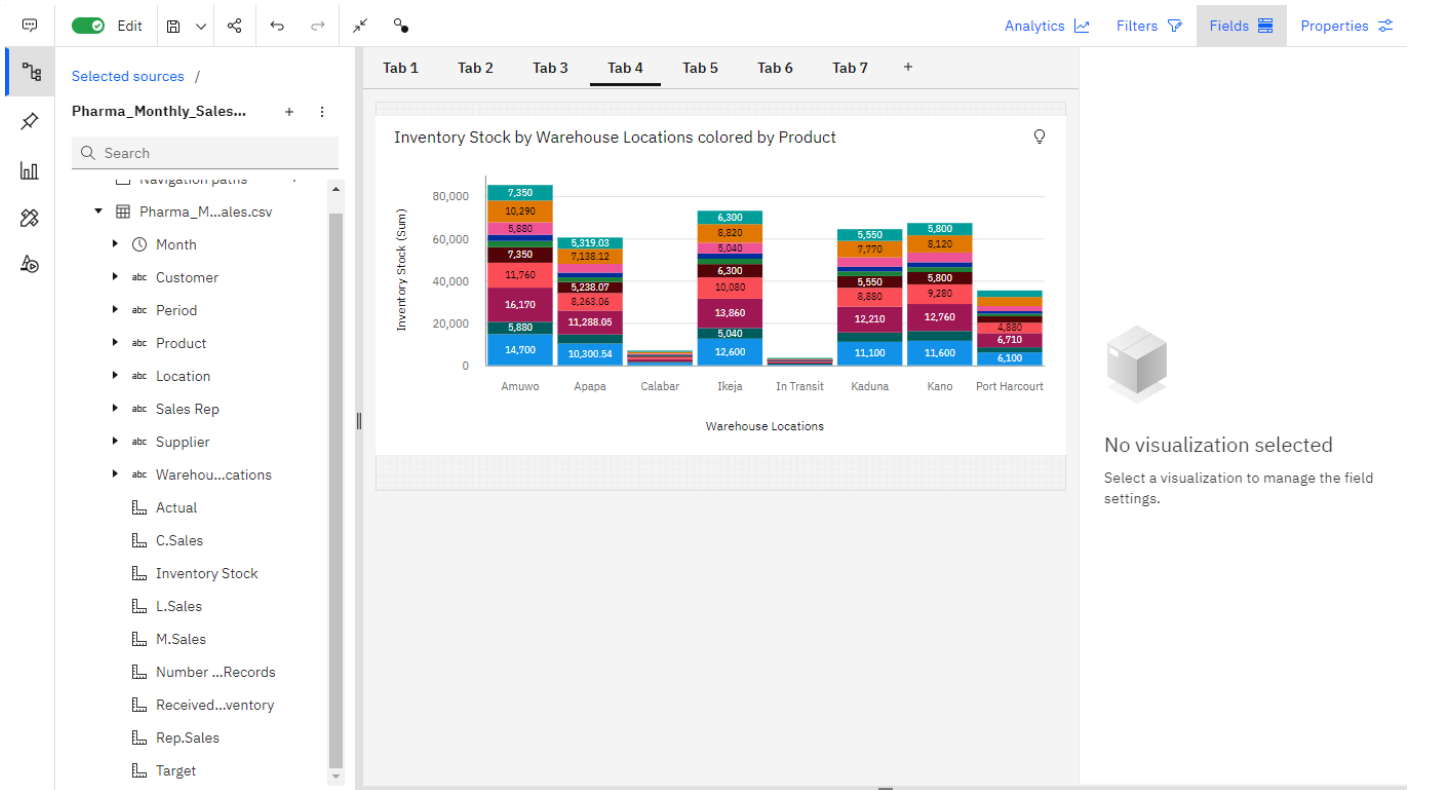 Edit
Analytics
Filters
Fields
Properties
Selected sources /
Pharma_Monthly_Sales...
Search
Navigation paths
Pharma_M...ales.csv
Month
abc Customer
abc Period
abc Product
abc Location
abc Sales Rep
abc Supplier
abc Warehou...cations
Actual
C.Sales
Inventory Stock
L.Sales
M.Sales
Number ...Records
Received...ventory
Rep.Sales
Target
Tab 1 Tab 2 Tab 3 Tab 4 Tab 5 Tab 6 Tab 7 +
Inventory Stock by Warehouse Locations colored by Product
Inventory Stock (Sum)
80,000
60,000
40,000
20,000
0
7,350
10,290
5,880
7,350
11,760
16,170
5,880
14,700
5,319.03
7,138.12
5,238.07
8,263.06
11,288.05
10,300.54
6,300
8,820
5,040
6,300
10,080
13,860
5,040
12,600
5,550
7,770
5,550
8,880
12,210
11,100
5,800
8,120
5,800
9,280
12,760
11,600
4,880
6,710
6,100
Amuwo Apapa Calabar Ikeja In Transit Kaduna Kano Port Harcourt
Warehouse Locations
No visualization selected
Select a visualization to manage the field
settings.